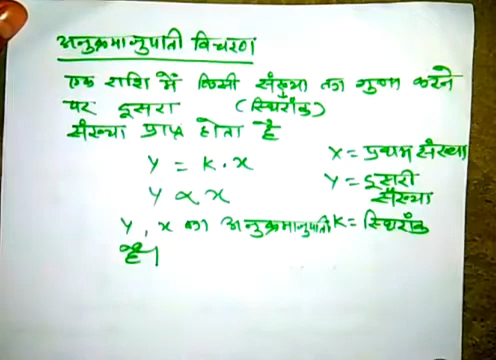 अनुक्रमानुपाती विचरण
एक राशि में किसी संख्या का गुणा करने
पर दूसरा (स्थिरांक)
संख्या प्राप्त होता है
y = k . x
x = प्रथम संख्या
y ∝ x
y = दूसरी संख्या
y , x का अनुक्रमानुपाती
k = स्थिरांक
है।